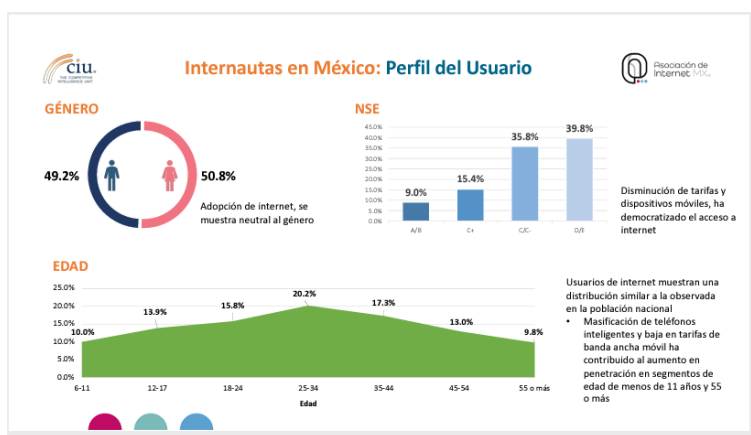 ciu.
THE COMPETITIVE
INTELLIGENCE UNIT
Internautas en México: Perfil del Usuario
Asociación de
Internet MX
GÉNERO
49.2%
50.8%
Adopción de internet, se
muestra neutral al género
NSE
45.0%
40.0%
35.0%
30.0%
25.0%
20.0%
15.0%
10.0%
5.0%
0.0%
9.0%
15.4%
35.8%
39.8%
A/B
C+
C/C-
D/E
Disminución de tarifas y
dispositivos móviles, ha
democratizado el acceso a
internet
EDAD
25.0%
20.0%
15.0%
10.0%
5.0%
0.0%
10.0%
13.9%
15.8%
20.2%
17.3%
13.0%
9.8%
6-11
12-17
18-24
25-34
35-44
45-54
55 o más
Edad
Usuarios de internet muestran una
distribución similar a la observada
en la población nacional
• Masificación de teléfonos
inteligentes y baja en tarifas de
banda ancha móvil ha
contribuido al aumento en
penetración en segmentos de
edad de menos de 11 años y 55
o más